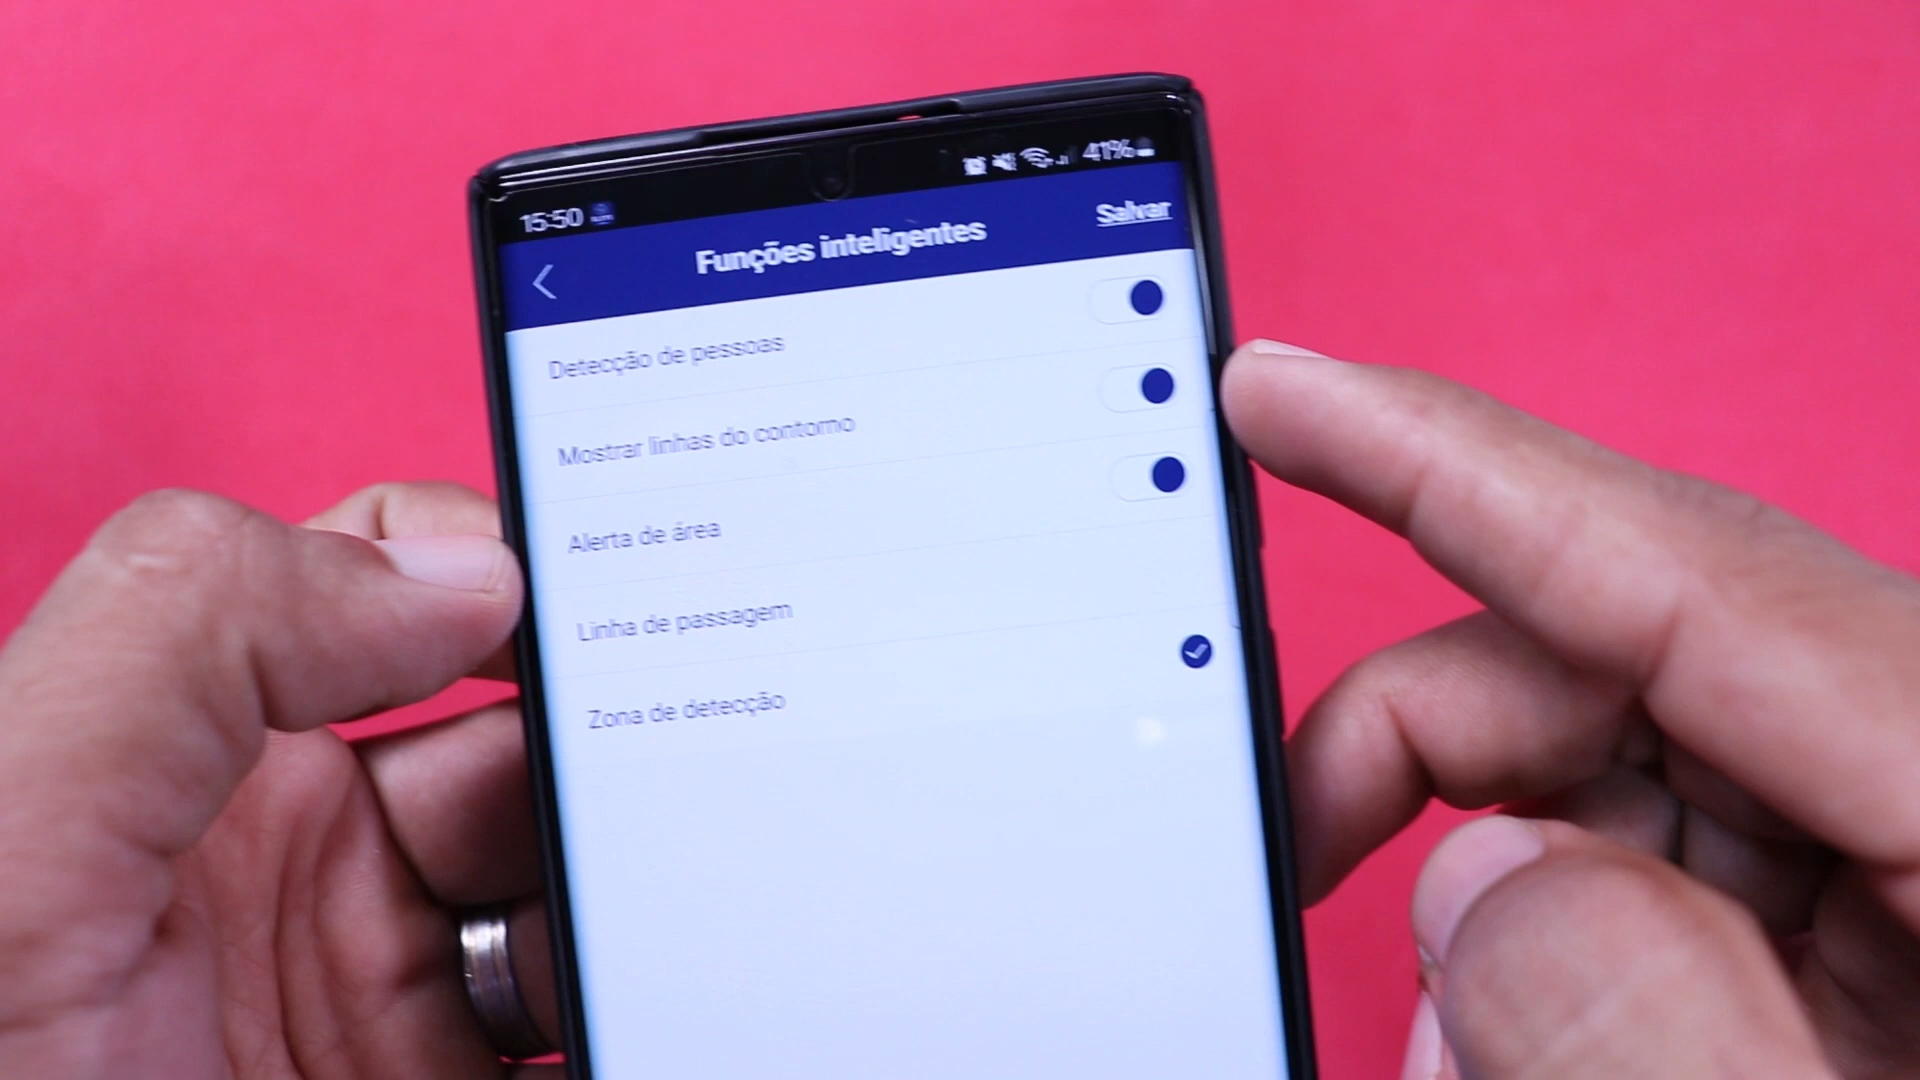 15:50
41%
Funções inteligentes
Salvar
Detecção de pessoas
Mostrar linhas do contorno
Alerta de área
Linha de passagem
Zona de detecção